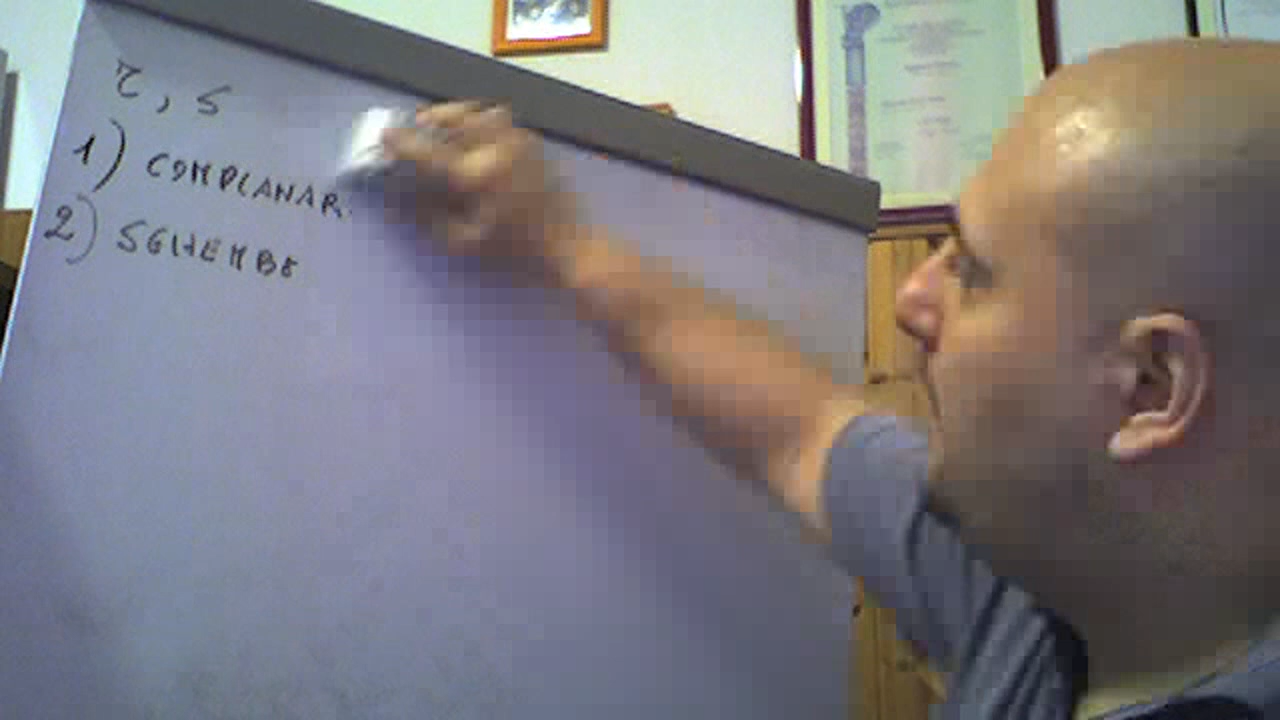 r, s
1) COMPLANARI
2) SGHEMBE